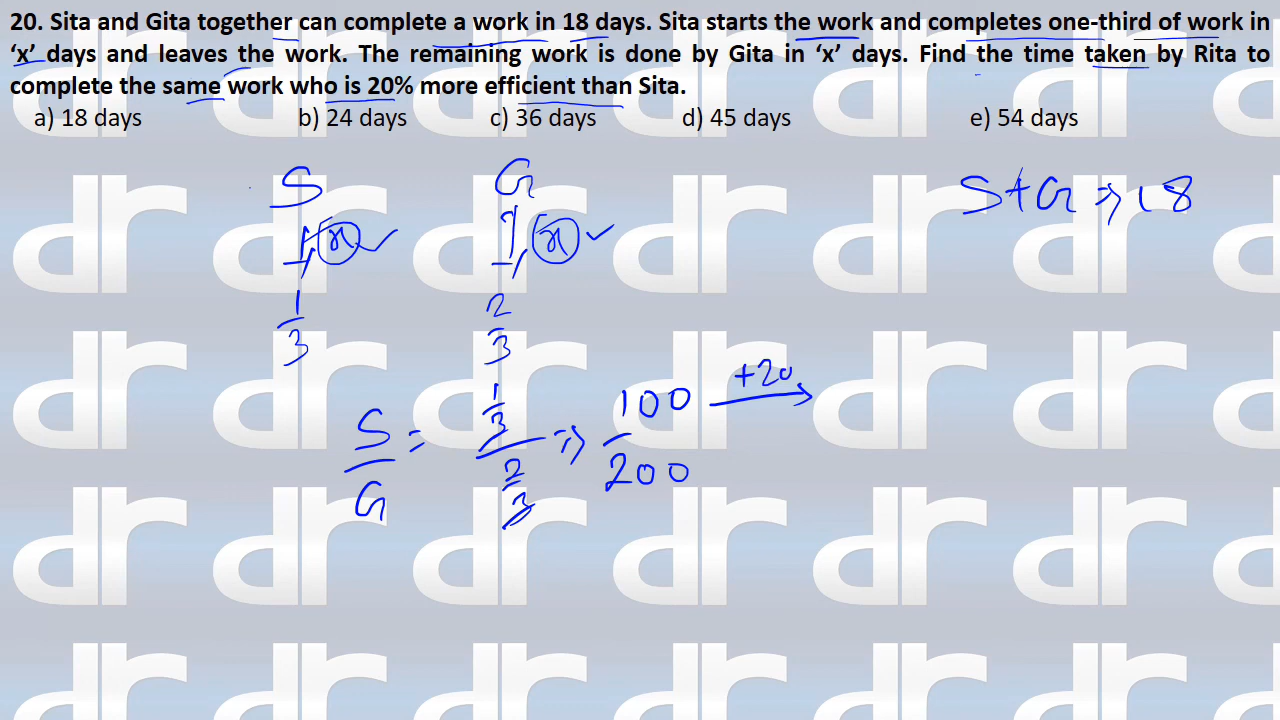 20. Sita and Gita together can complete a work in 18 days. Sita starts the work and completes one-third of work in
‘x’ days and leaves the work. The remaining work is done by Gita in ‘x’ days. Find the time taken by Rita to
complete the same work who is 20% more efficient than Sita.
a) 18 days b) 24 days c) 36 days d) 45 days e) 54 days
S G S+G ⇒ 18
x ✓ x ✓
1/3 2/3
S/G = 1/3 / 2/3 ⇒ 100/200 +20 →